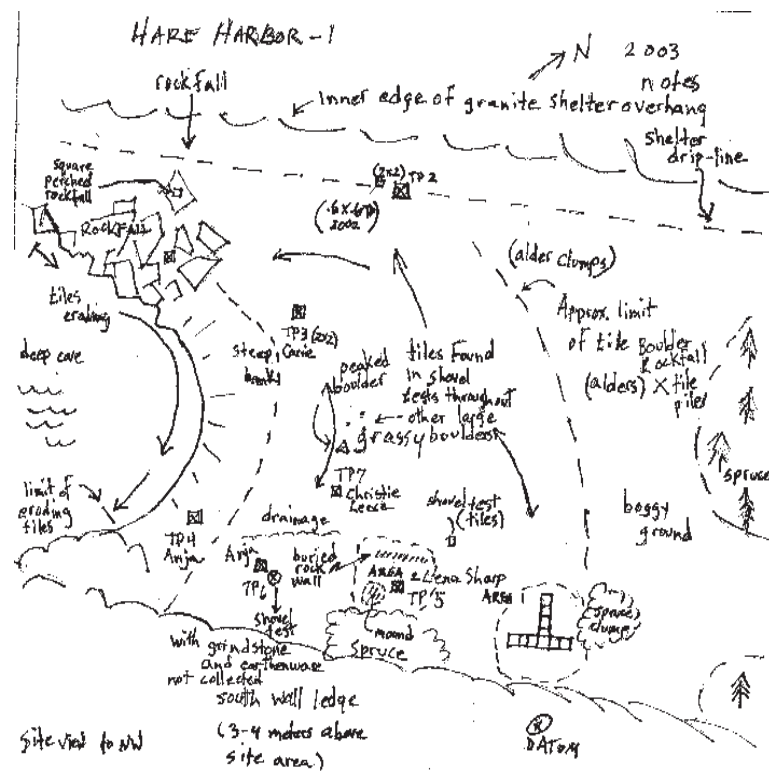 HARE HARBOR-1
N 2003
notes
rockfall
inner edge of granite shelter overhang
shelter
drip-line
square
perched
rockfall
(2x2)
TP2
2002
ROCKFALL
(alder clumps)
tiles
eroding
TP3 (2x2)
Carrie
steep
bank
Approx. limit
of tile
(alders)
Boulder
Rockfall
X tile
piles
deep cove
peaked
boulder
tiles found
in shovel
tests throughout
other large
grassy boulders
spruce
TP7
Christie
Leece
limit of
eroding
tiles
shovel test
(tiles)
boggy
ground
TP4
Anja
drainage
Anja
TP6
buried
rock
wall
AREA 2
Lena Sharp
TP5
AREA
spruce
clump
shovel
test
mound
Spruce
with grindstone
and earthenware
not collected
south wall ledge
(3-4 meters above
site area)
Site view to NW
DATUM